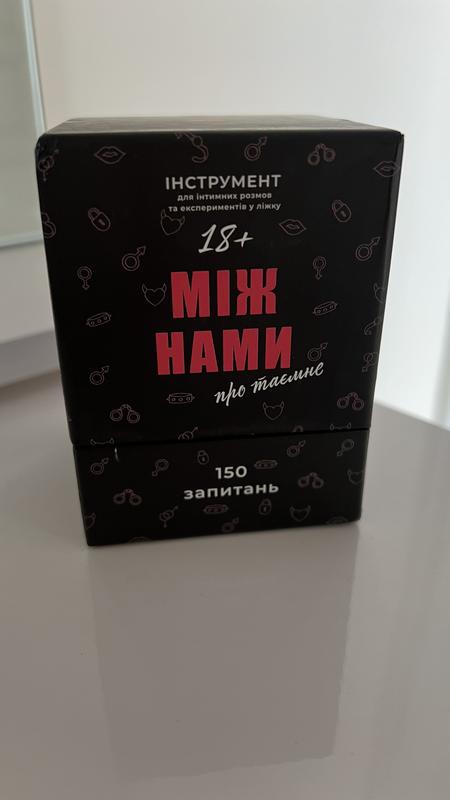 ІНСТРУМЕНТ
для інтимних розмов
та експериментів у ліжку
18+
МІЖ
НАМИ
про таємне
150
запитань